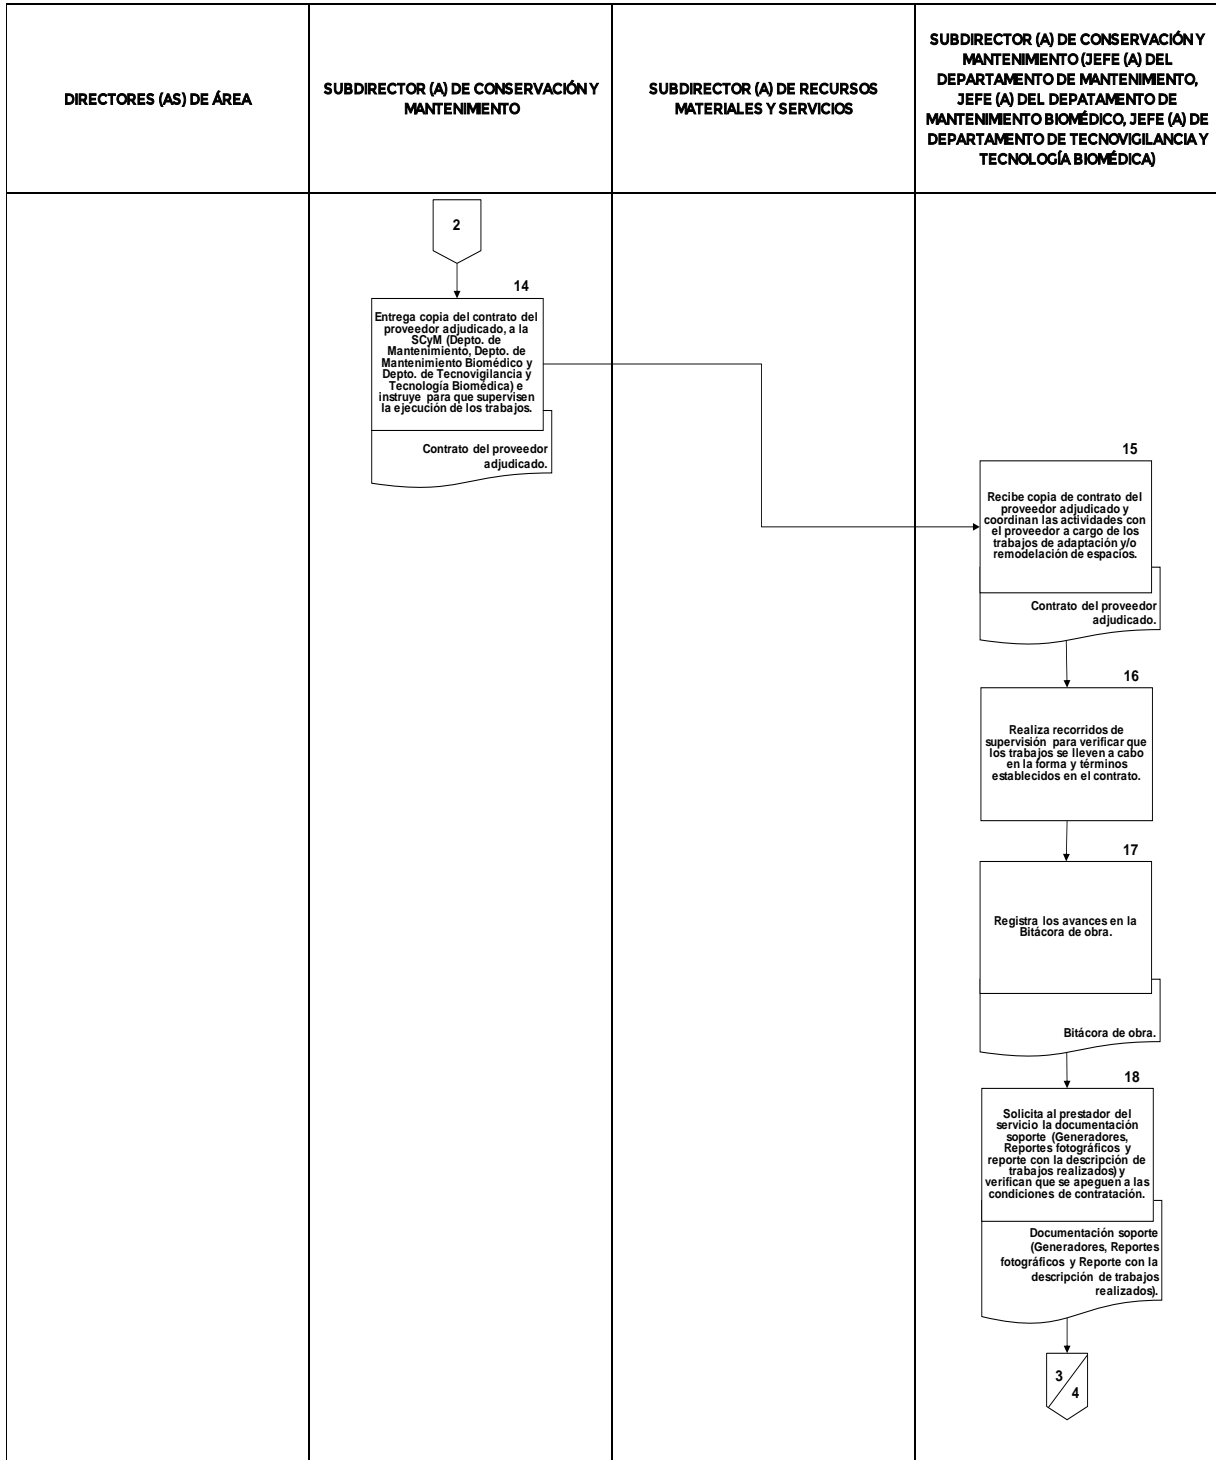 DIRECTORES (AS) DE ÁREA
SUBDIRECTOR (A) DE CONSERVACIÓN Y
MANTENIMIENTO
SUBDIRECTOR (A) DE RECURSOS
MATERIALES Y SERVICIOS
SUBDIRECTOR (A) DE CONSERVACIÓN Y
MANTENIMIENTO (JEFE (A) DEL
DEPARTAMENTO DE MANTENIMIENTO,
JEFE (A) DEL DEPATAMENTO DE
MANTENIMIENTO BIOMÉDICO, JEFE (A) DE
DEPARTAMENTO DE TECNOVIGILANCIA Y
TECNOLOGÍA BIOMÉDICA)
2
14
Entrega copia del contrato del
proveedor adjudicado, a la
SCyM (Depto. de
Mantenimiento, Depto. de
Mantenimiento Biomédico y
Depto. de Tecnovigilancia y
Tecnología Biomédica) e
instruye para que supervisen
la ejecución de los trabajos.
Contrato del proveedor
adjudicado.
15
Recibe copia de contrato del
proveedor adjudicado y
coordinan las actividades con
el proveedor a cargo de los
trabajos de adaptación y/o
remodelación de espacios.
Contrato del proveedor
adjudicado.
16
Realiza recorridos de
supervisión para verificar que
los trabajos se lleven a cabo
en la forma y términos
establecidos en el contrato.
17
Registra los avances en la
Bitácora de obra.
Bitácora de obra.
18
Solicita al prestador del
servicio la documentación
soporte (Generadores,
Reportes fotográficos y
reporte con la descripción de
trabajos realizados) y
verifican que se apeguen a las
condiciones de contratación.
Documentación soporte
(Generadores, Reportes
fotográficos y Reporte con la
descripción de trabajos
realizados).
3
4